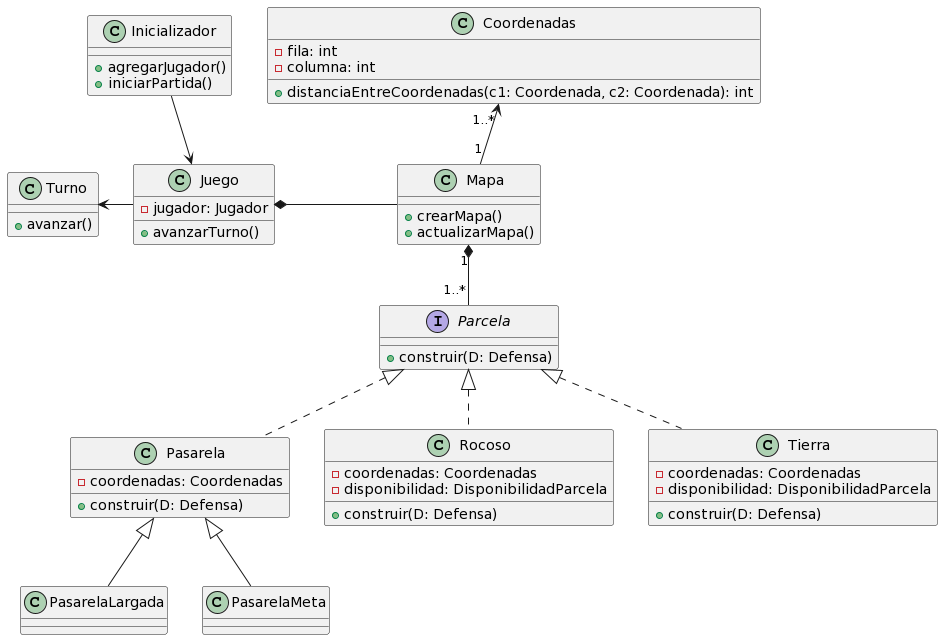 C Inicializador
+ agregarJugador()
+ iniciarPartida()
C Coordenadas
fila: int
columna: int
distanciaEntreCoordenadas(c1: Coordenada, c2: Coordenada): int
1..*
1
C Turno
avanzar()
C Juego
jugador: Jugador
avanzarTurno()
C Mapa
crearMapa()
actualizarMapa()
1
1..*
I Parcela
construir(D: Defensa)
C Pasarela
coordenadas: Coordenadas
construir(D: Defensa)
C Rocoso
coordenadas: Coordenadas
disponibilidad: DisponibilidadParcela
construir(D: Defensa)
C Tierra
coordenadas: Coordenadas
disponibilidad: DisponibilidadParcela
construir(D: Defensa)
C PasarelaLargada
C PasarelaMeta